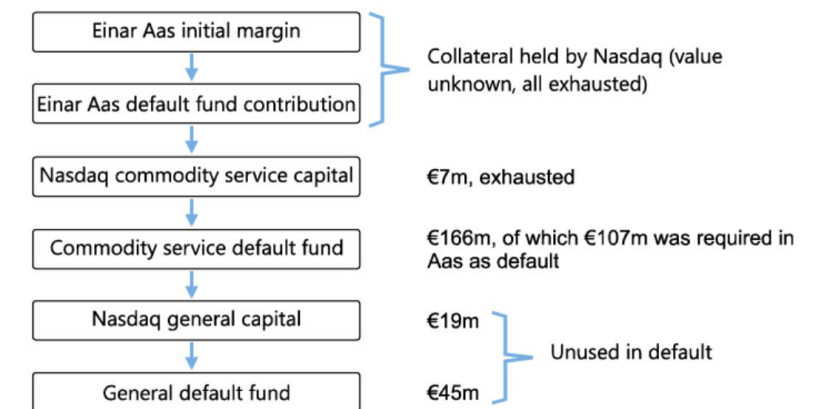 Einar Aas initial margin
Collateral held by Nasdaq (value
unknown, all exhausted)
Einar Aas default fund contribution
Nasdaq commodity service capital
€7m, exhausted
Commodity service default fund
€166m, of which €107m was required in
Aas as default
Nasdaq general capital
€19m
Unused in default
General default fund
€45m